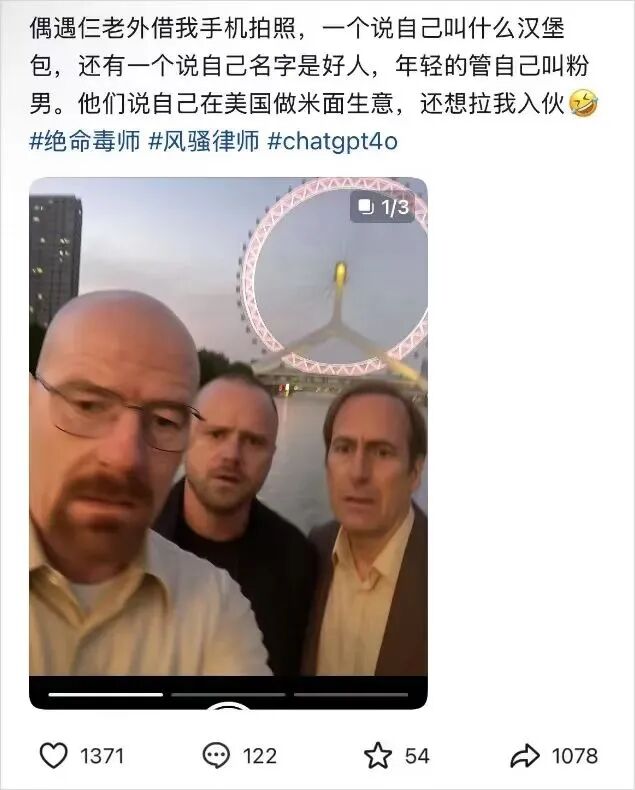 偶遇仨老外借我手机拍照，一个说自己叫什么汉堡
包，还有一个说自己名字是好人，年轻的管自己叫粉
男。他们说自己在美国做米面生意，还想拉我入伙🤣
#绝命毒师 #风骚律师 #chatgpt4o
1/3
1371
122
54
1078